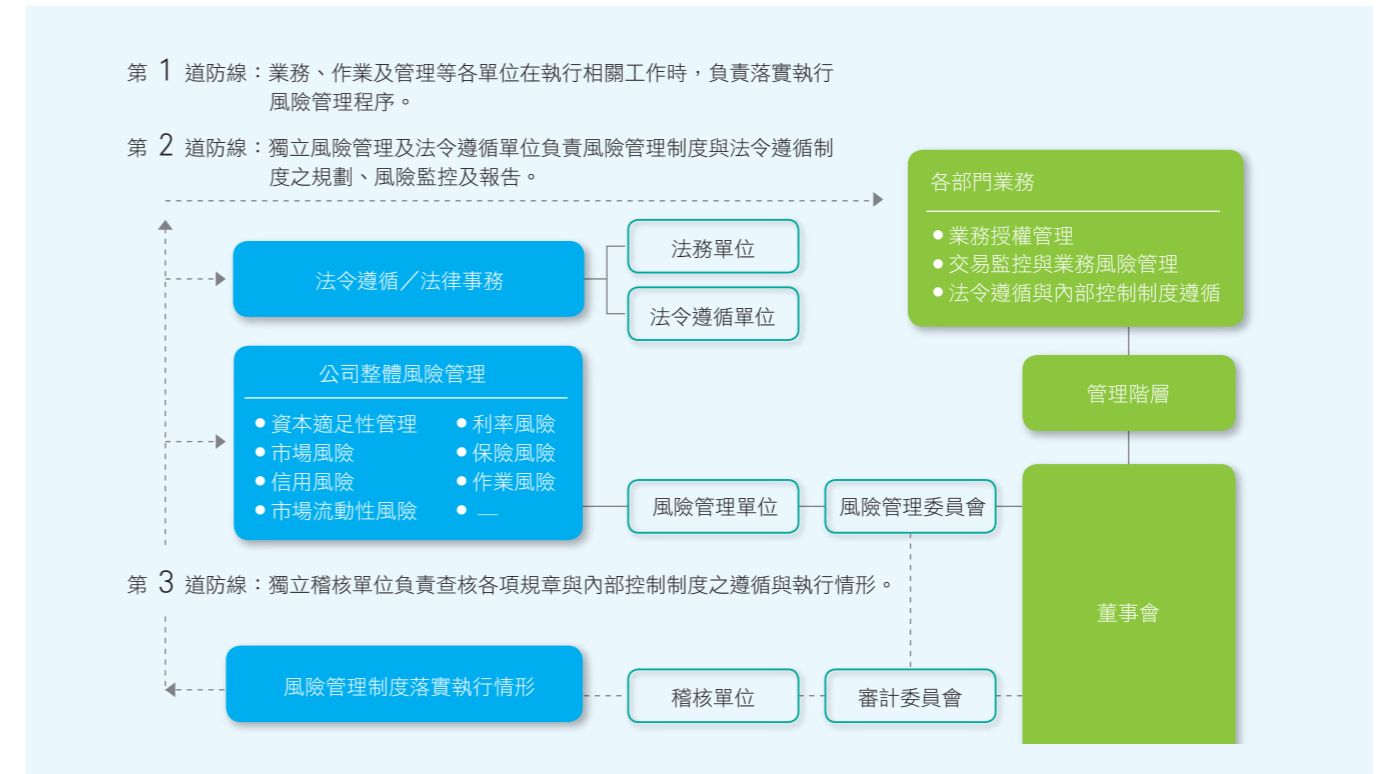 第 1 道防線：業務、作業及管理等各單位在執行相關工作時，負責落實執行
風險管理程序。
第 2 道防線：獨立風險管理及法令遵循單位負責風險管理制度與法令遵循制
度之規劃、風險監控及報告。
各部門業務
●業務授權管理
●交易監控與業務風險管理
●法令遵循與內部控制制度遵循
法令遵循／法律事務
法務單位
法令遵循單位
管理階層
公司整體風險管理
●資本適足性管理
●市場風險
●信用風險
●市場流動性風險
●利率風險
●保險風險
●作業風險
● —
風險管理單位
風險管理委員會
董事會
第 3 道防線：獨立稽核單位負責查核各項規章與內部控制制度之遵循與執行情形。
風險管理制度落實執行情形
稽核單位
審計委員會